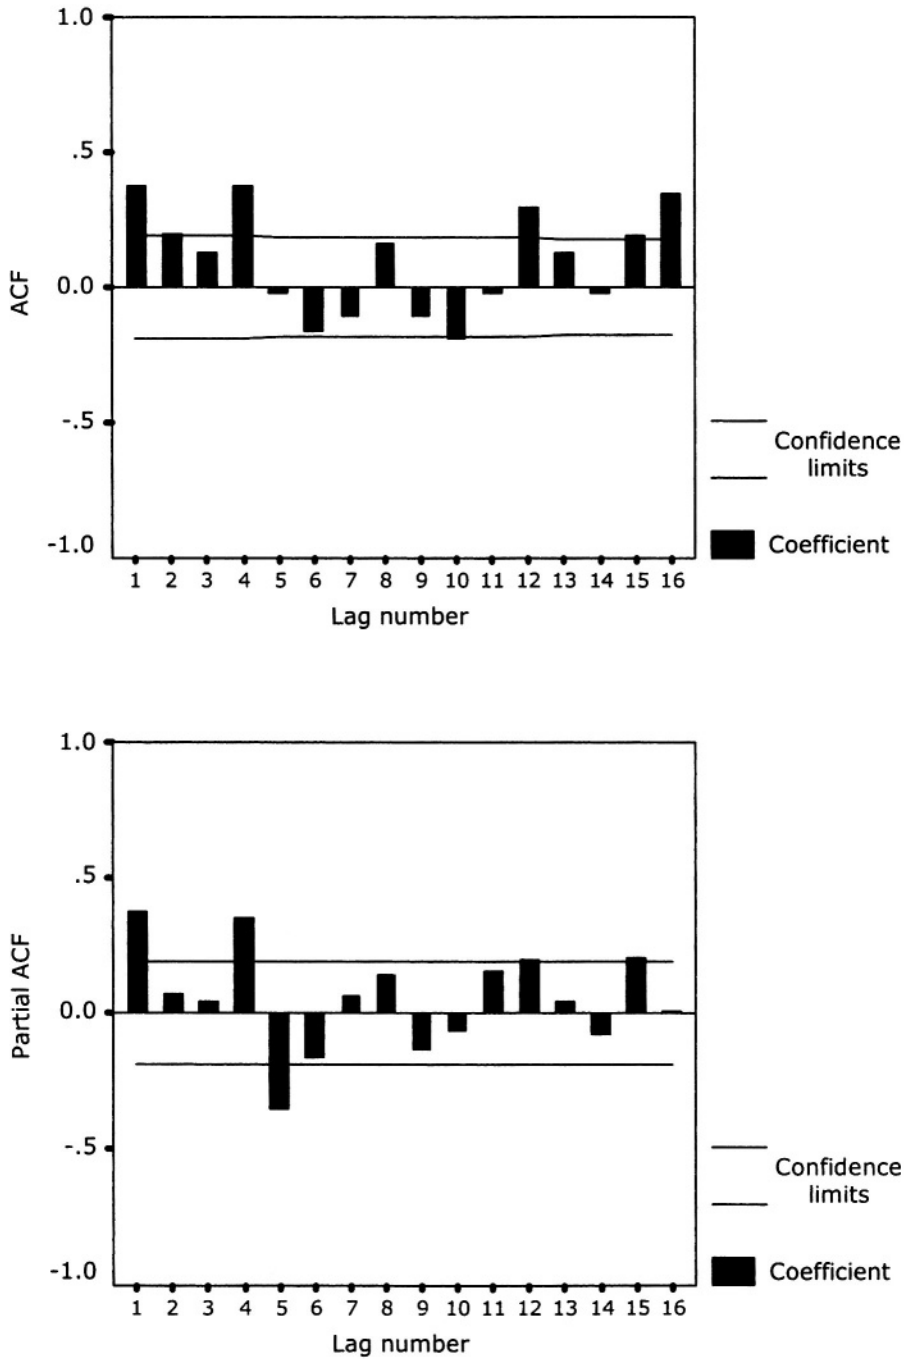 1.0
.5
0.0
-.5
-1.0
ACF
1 2 3 4 5 6 7 8 9 10 11 12 13 14 15 16
Lag number
Confidence
limits
Coefficient
1.0
.5
0.0
-.5
-1.0
Partial ACF
1 2 3 4 5 6 7 8 9 10 11 12 13 14 15 16
Lag number
Confidence
limits
Coefficient